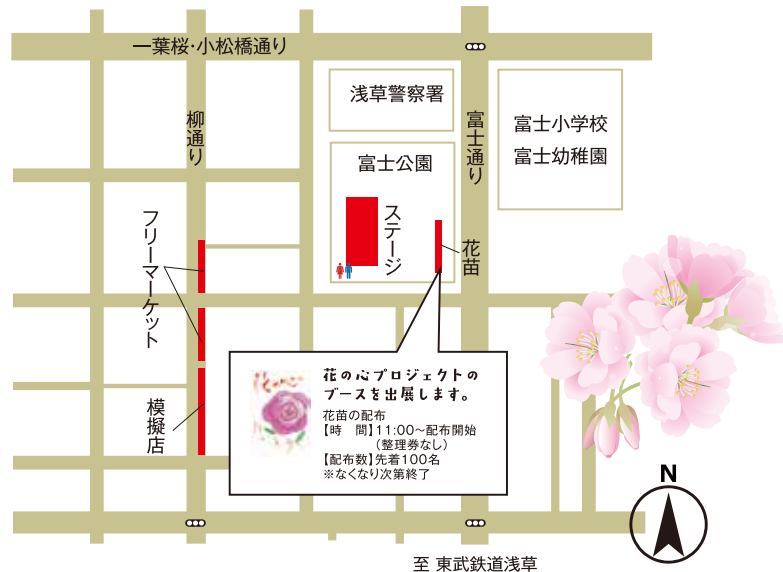 一葉桜・小松橋通り
浅草警察署
富士小学校
富士幼稚園
柳通り
富士通り
富士公園
ステージ
花苗
フリーマーケット
模擬店
花の心プロジェクトの
ブースを出展します。
花苗の配布
【時　間】11:00～配布開始
（整理券なし）
【配布数】先着100名
※なくなり次第終了
N
至 東武鉄道浅草